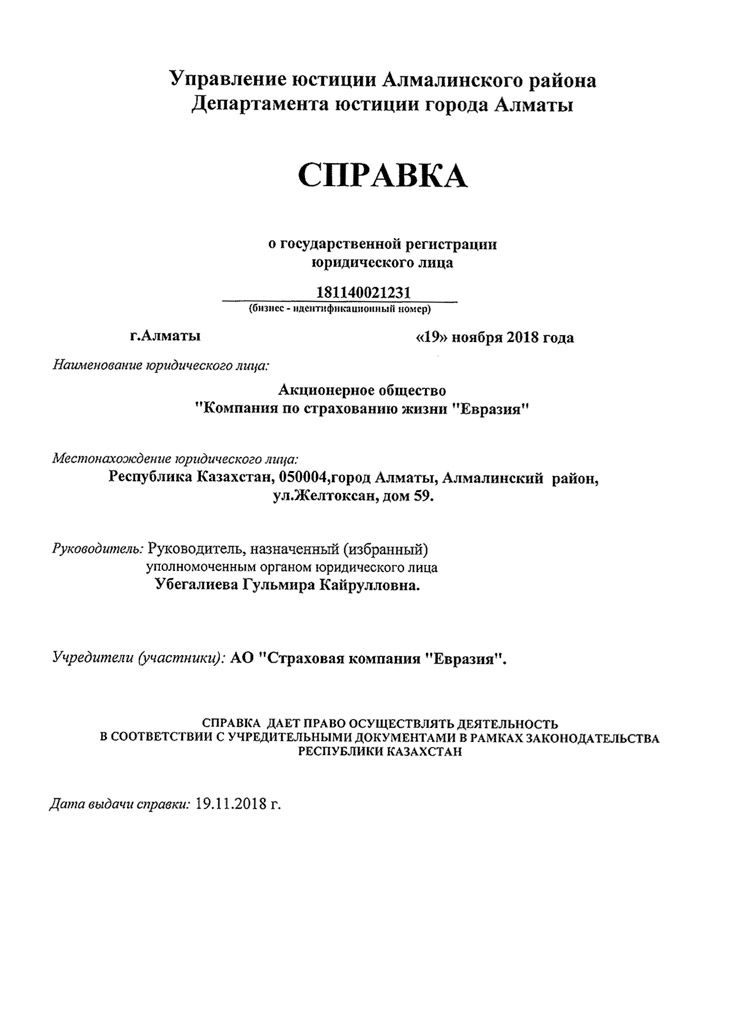 Управление юстиции Алмалинского района
Департамента юстиции города Алматы
СПРАВКА
о государственной регистрации
юридического лица
181140021231
(бизнес - идентификационный номер)
г.Алматы «19» ноября 2018 года
Наименование юридического лица:
Акционерное общество
"Компания по страхованию жизни "Евразия"
Местонахождение юридического лица:
Республика Казахстан, 050004,город Алматы, Алмалинский район,
ул.Желтоксан, дом 59.
Руководитель: Руководитель, назначенный (избранный)
уполномоченным органом юридического лица
Убегалиева Гульмира Кайрулловна.
Учредители (участники): АО "Страховая компания "Евразия".
СПРАВКА ДАЕТ ПРАВО ОСУЩЕСТВЛЯТЬ ДЕЯТЕЛЬНОСТЬ
В СООТВЕТСТВИИ С УЧРЕДИТЕЛЬНЫМИ ДОКУМЕНТАМИ В РАМКАХ ЗАКОНОДАТЕЛЬСТВА
РЕСПУБЛИКИ КАЗАХСТАН
Дата выдачи справки: 19.11.2018 г.